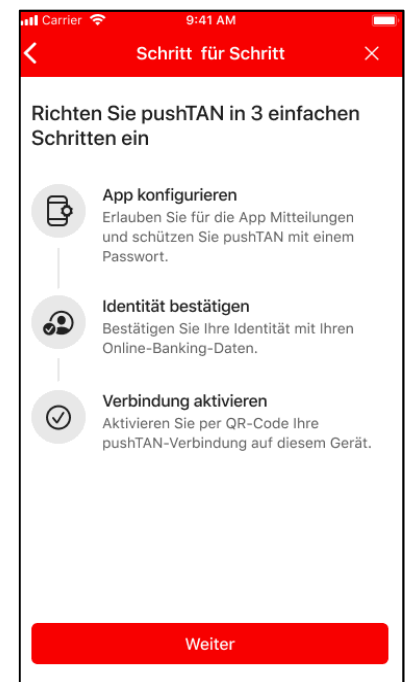 Carrier 9:41 AM
Schritt für Schritt
Richten Sie pushTAN in 3 einfachen
Schritten ein
App konfigurieren
Erlauben Sie für die App Mitteilungen
und schützen Sie pushTAN mit einem
Passwort.
Identität bestätigen
Bestätigen Sie Ihre Identität mit Ihren
Online-Banking-Daten.
Verbindung aktivieren
Aktivieren Sie per QR-Code Ihre
pushTAN-Verbindung auf diesem Gerät.
Weiter